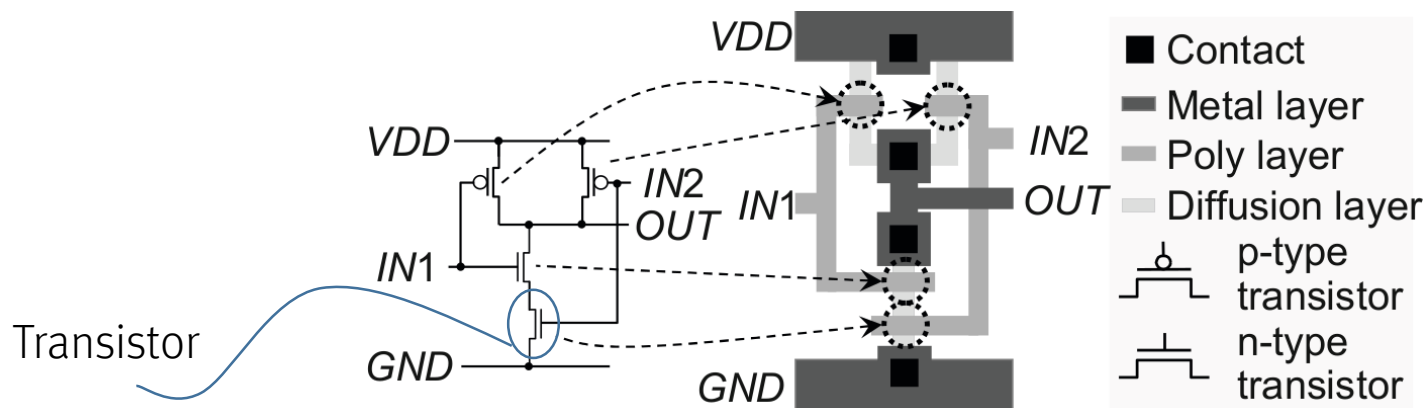 Transistor
VDD
IN2
OUT
IN1
GND
VDD
IN2
IN1
OUT
GND
Contact
Metal layer
Poly layer
Diffusion layer
p-type
transistor
n-type
transistor